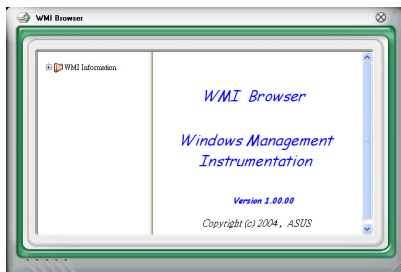 WMI Browser
WMI Information
WMI Browser
Windows Management
Instrumentation
Version 1.00.00
Copyright (c) 2004, ASUS